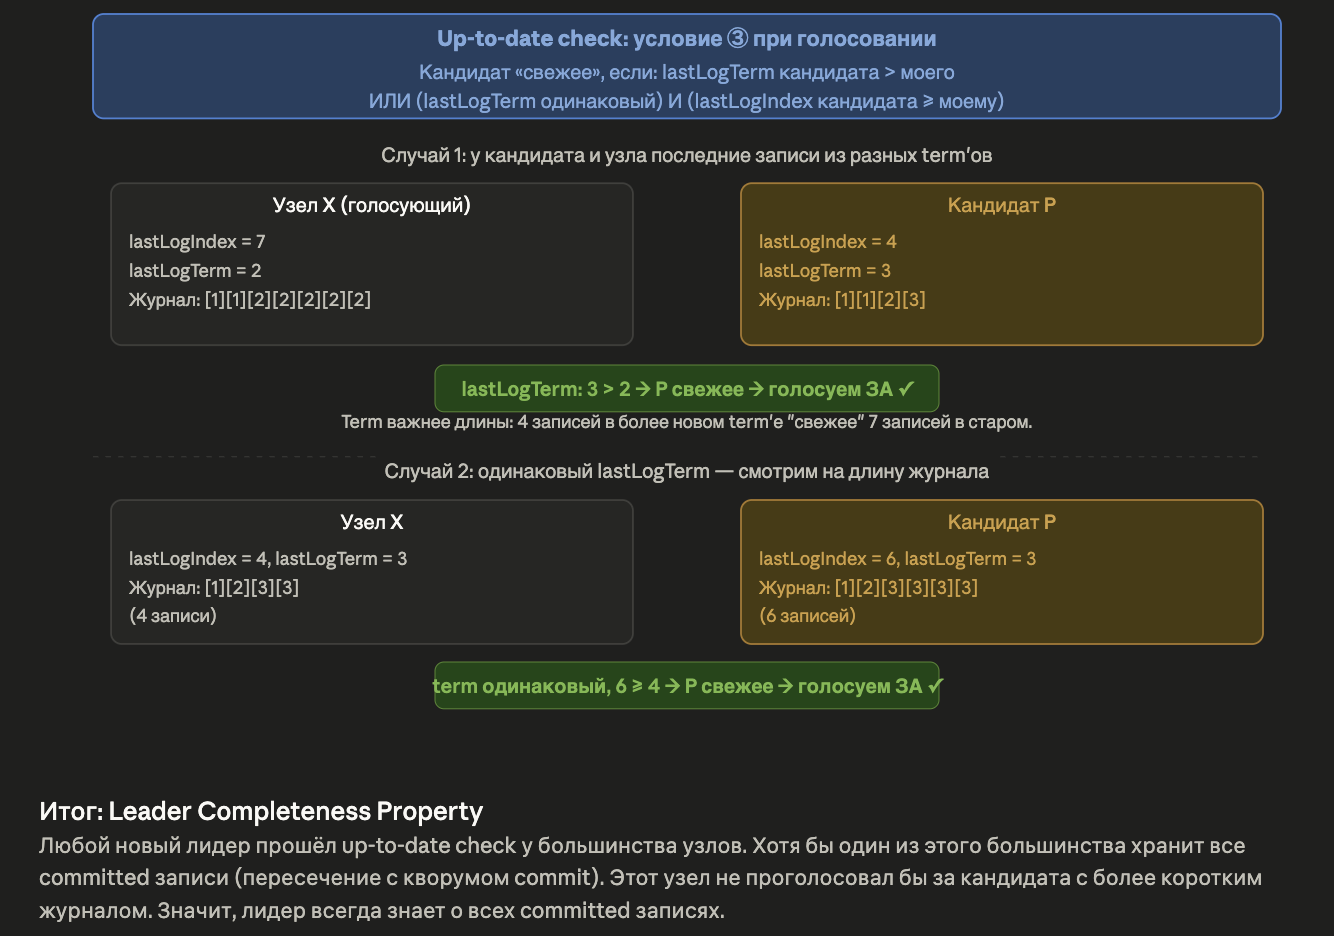 Up-to-date check: условие ③ при голосовании
Кандидат «свежее», если: lastLogTerm кандидата > моего
ИЛИ (lastLogTerm одинаковый) И (lastLogIndex кандидата ≥ моему)
Случай 1: у кандидата и узла последние записи из разных term'ов
Узел X (голосующий)
lastLogIndex = 7
lastLogTerm = 2
Журнал: [1][1][2][2][2][2][2]
Кандидат P
lastLogIndex = 4
lastLogTerm = 3
Журнал: [1][1][2][3]
lastLogTerm: 3 > 2 → P свежее → голосуем ЗА ✓
Term важнее длины: 4 записей в более новом term'е "свежее" 7 записей в старом.
Случай 2: одинаковый lastLogTerm — смотрим на длину журнала
Узел X
lastLogIndex = 4, lastLogTerm = 3
Журнал: [1][2][3][3]
(4 записи)
Кандидат P
lastLogIndex = 6, lastLogTerm = 3
Журнал: [1][2][3][3][3][3]
(6 записей)
term одинаковый, 6 ≥ 4 → P свежее → голосуем ЗА ✓
Итог: Leader Completeness Property
Любой новый лидер прошёл up-to-date check у большинства узлов. Хотя бы один из этого большинства хранит все
committed записи (пересечение с кворумом commit). Этот узел не проголосовал бы за кандидата с более коротким
журналом. Значит, лидер всегда знает о всех committed записях.